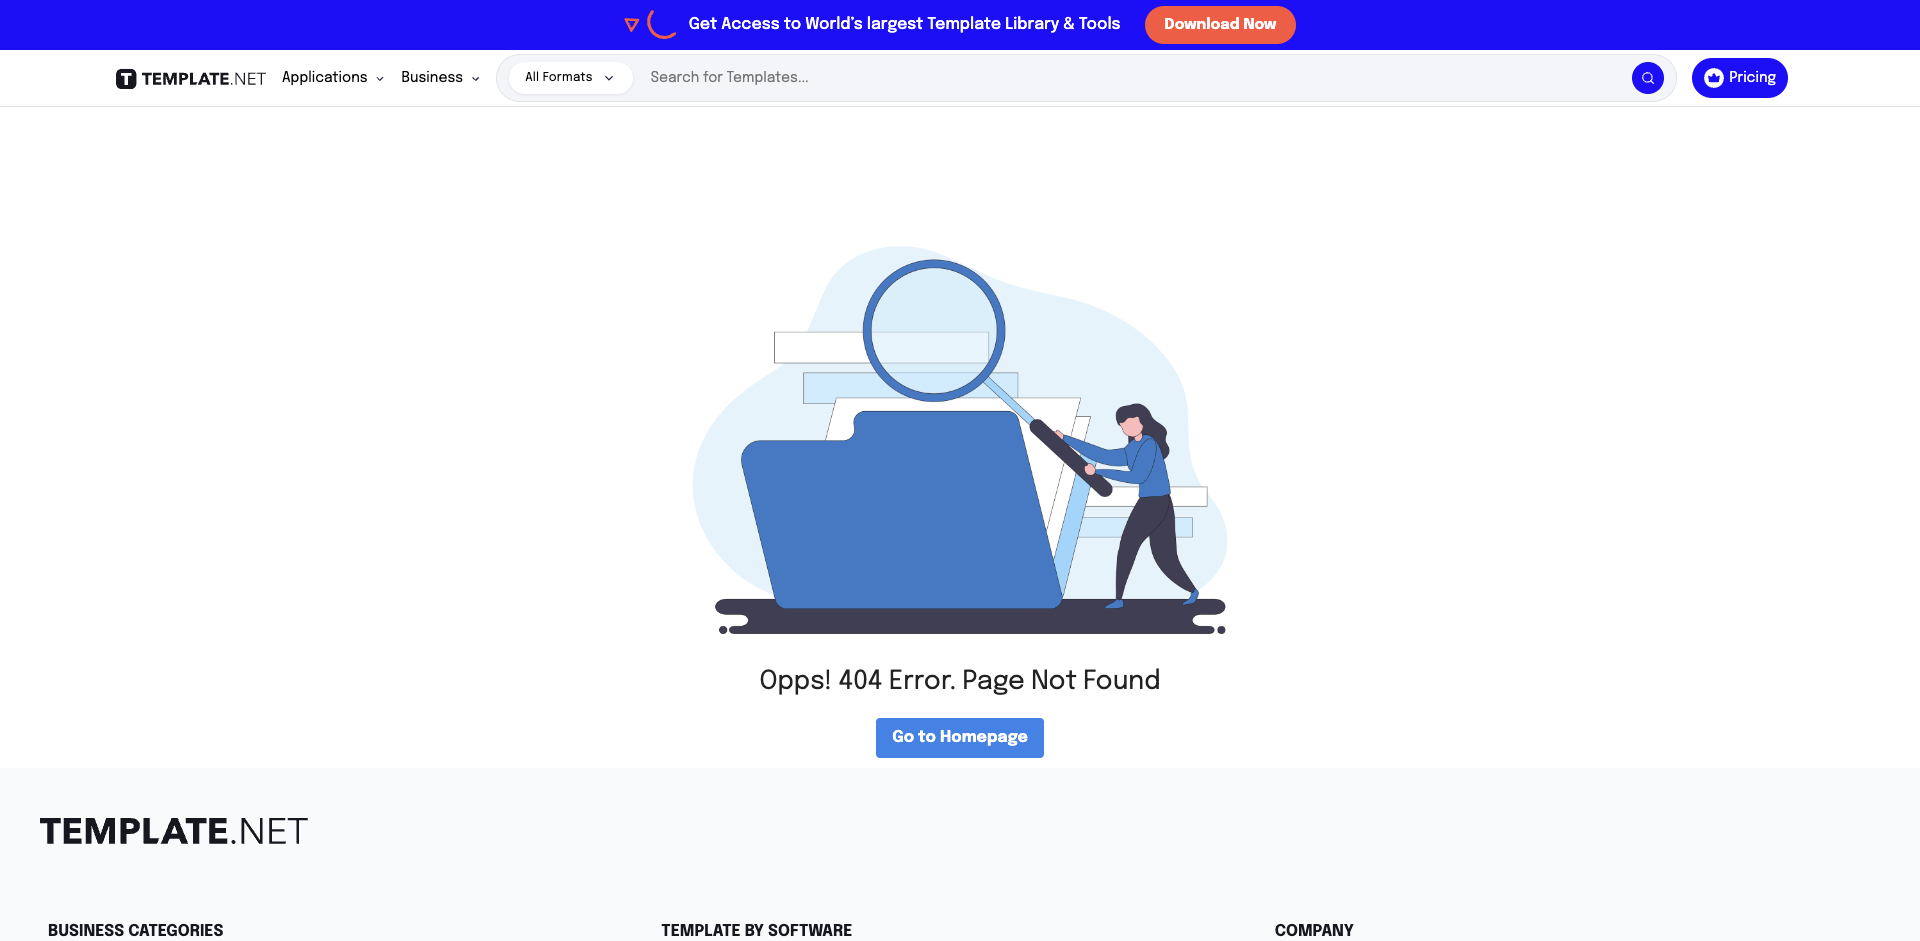 Get Access to World's largest Template Library & Tools
Download Now
TEMPLATE.NET
Applications
Business
All Formats
Search for Templates...
Pricing
Opps! 404 Error. Page Not Found
Go to Homepage
TEMPLATE.NET
BUSINESS CATEGORIES
TEMPLATE BY SOFTWARE
COMPANY